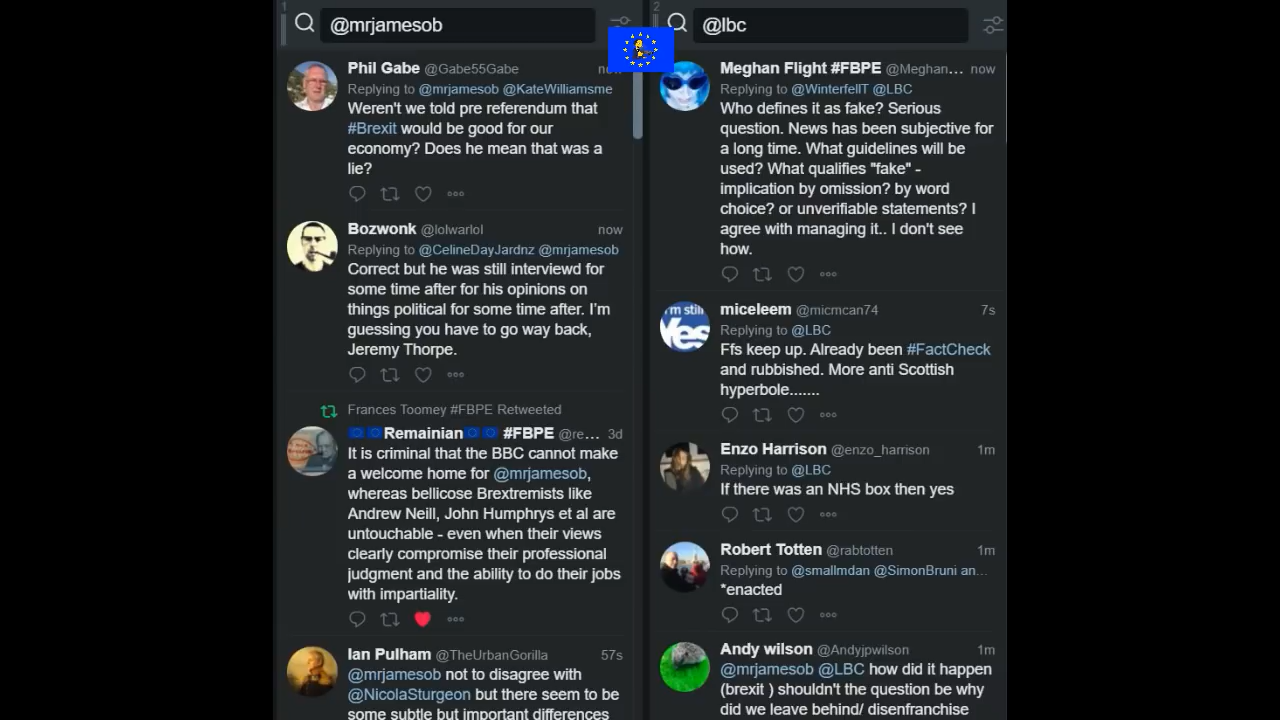 1
@mrjamesob
Phil Gabe @Gabe55Gabe
Replying to @mrjamesob @KateWilliamsme
Weren't we told pre referendum that
#Brexit would be good for our
economy? Does he mean that was a
lie?
Bozwonk @lolwarlol now
Replying to @CelineDayJardnz @mrjamesob
Correct but he was still interviewd for
some time after for his opinions on
things political for some time after. I'm
guessing you have to go way back,
Jeremy Thorpe.
Frances Toomey #FBPE Retweeted
Remainian #FBPE @re... 3d
It is criminal that the BBC cannot make
a welcome home for @mrjamesob,
whereas bellicose Brextremists like
Andrew Neill, John Humphrys et al are
untouchable - even when their views
clearly compromise their professional
judgment and the ability to do their jobs
with impartiality.
Ian Pulham @TheUrbanGorilla 57s
@mrjamesob not to disagree with
@NicolaSturgeon but there seem to be
some subtle but important differences
2
@lbc
Meghan Flight #FBPE @Meghan... now
Replying to @WinterfellT @LBC
Who defines it as fake? Serious
question. News has been subjective for
a long time. What guidelines will be
used? What qualifies "fake" -
implication by omission? by word
choice? or unverifiable statements? I
agree with managing it.. I don't see
how.
miceleem @micmcan74 7s
Replying to @LBC
Ffs keep up. Already been #FactCheck
and rubbished. More anti Scottish
hyperbole.......
Enzo Harrison @enzo_harrison 1m
Replying to @LBC
If there was an NHS box then yes
Robert Totten @rabtotten 1m
Replying to @smallmdan @SimonBruni an...
*enacted
Andy wilson @Andyjpwilson 1m
@mrjamesob @LBC how did it happen
(brexit ) shouldn't the question be why
did we leave behind/ disenfranchise